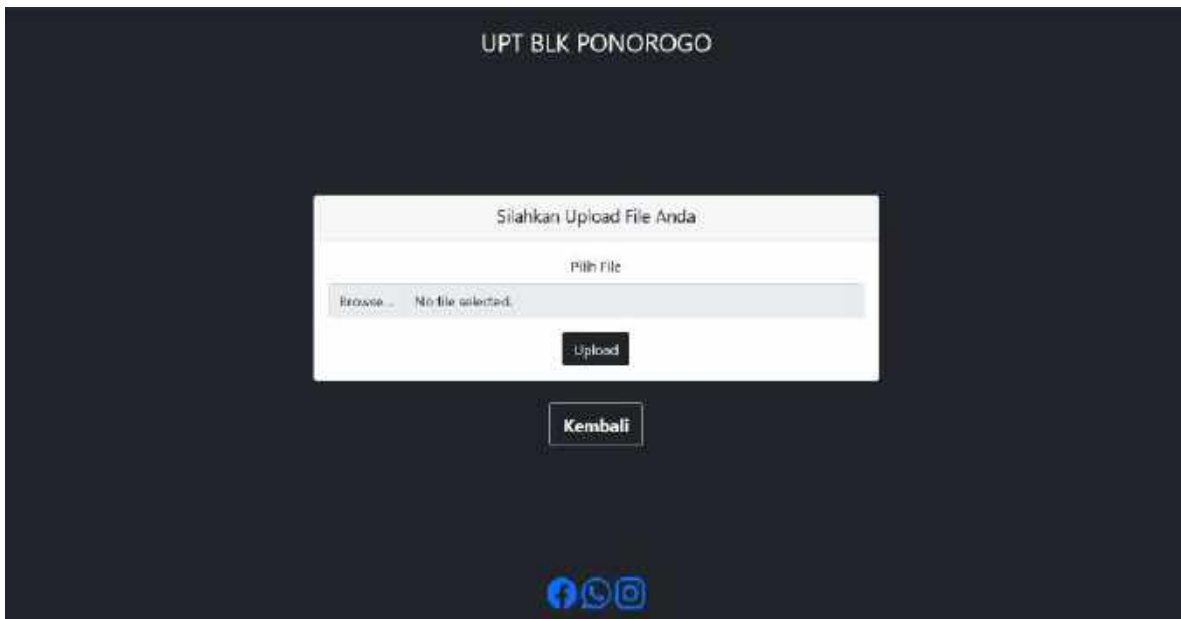 UPT BLK PONOROGO
Silahkan Upload File Anda
Pilih File
Browse... No file selected.
Upload
Kembali